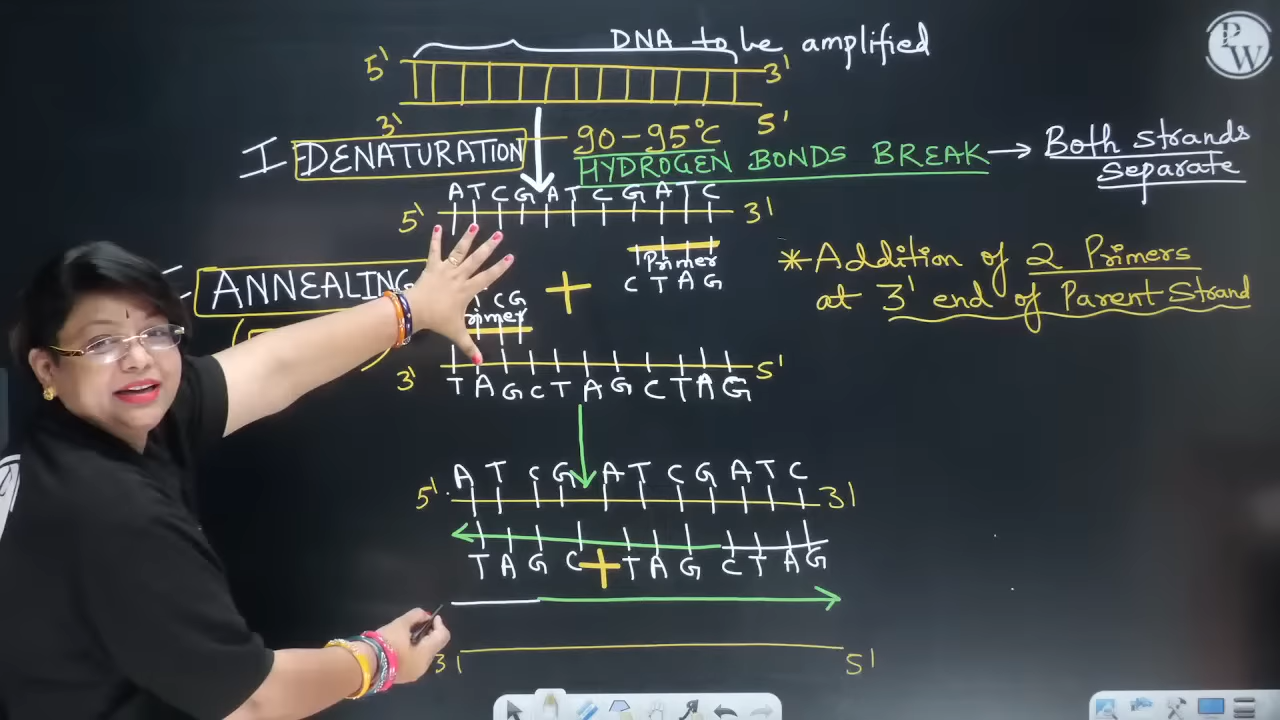 DNA to be amplified
PW
5' 3'
3' 5'
I DENATURATION 90-95°C
HYDROGEN BONDS BREAK → Both strands separate
A T C G A T C G A T C
5' 3'
Primer
C T A G
* Addition of 2 Primers
at 3' end of Parent Strand
ANNEALING
+
C G
3' 5'
T A G C T A G C T A G
A T C G A T C G A T C
5' 3'
T A G C + T A G C T A G
3' 5'